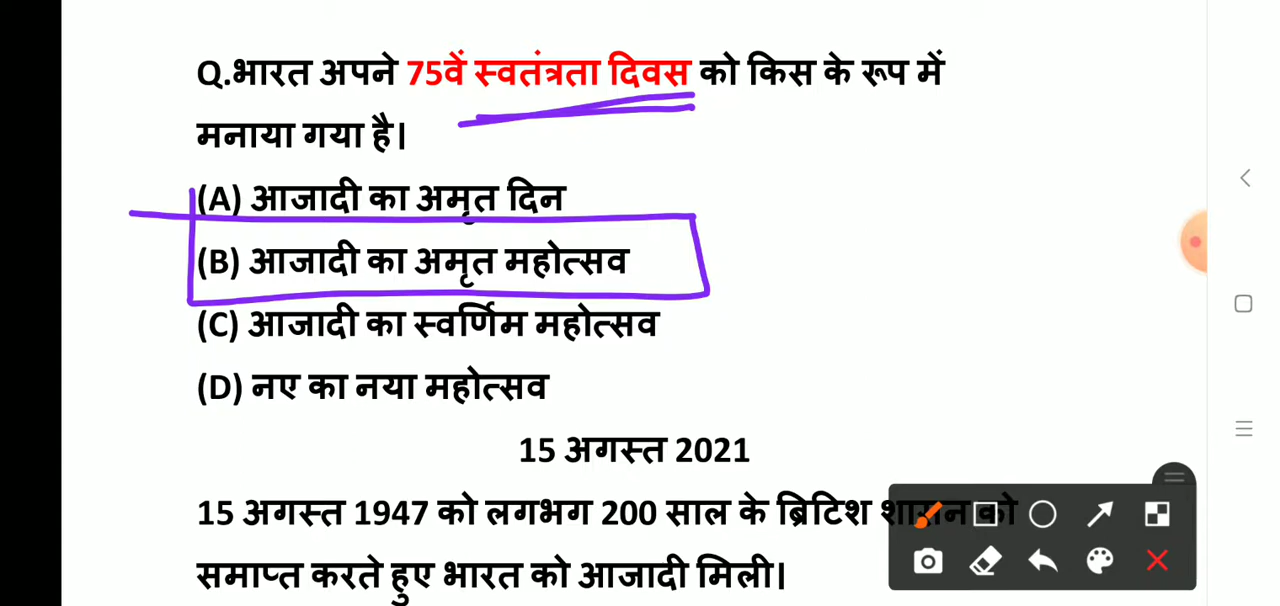 Q.भारत अपने 75वें स्वतंत्रता दिवस को किस के रूप में
मनाया गया है।
(A) आजादी का अमृत दिन
(B) आजादी का अमृत महोत्सव
(C) आजादी का स्वर्णिम महोत्सव
(D) नए का नया महोत्सव
15 अगस्त 2021
15 अगस्त 1947 को लगभग 200 साल के ब्रिटिश शासन को
समाप्त करते हुए भारत को आजादी मिली।